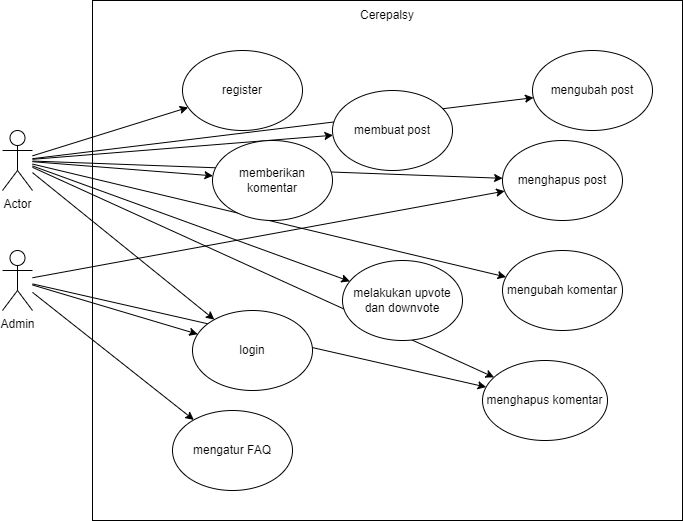 Cerepalsy
register
mengubah post
membuat post
memberikan
komentar
menghapus post
Actor
mengubah komentar
melakukan upvote
dan downvote
Admin
login
menghapus komentar
mengatur FAQ